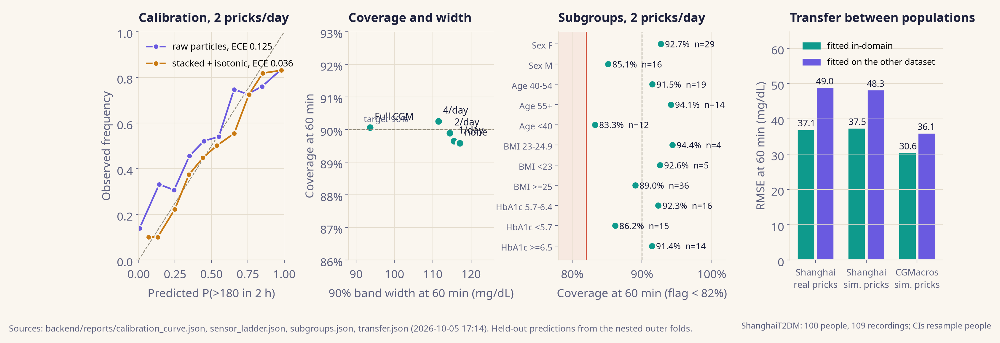 Calibration, 2 pricks/day
1.0
0.8
0.6
0.4
0.2
0.0
Observed frequency
raw particles, ECE 0.125
stacked + isotonic, ECE 0.036
0.00 0.25 0.50 0.75 1.00
Predicted P(>180 in 2 h)
Coverage and width
93%
92%
91%
90%
89%
88%
87%
86%
Coverage at 60 min
4/day
Full CGM
target 90%
2/day
1/day
none
90 100 110 120
90% band width at 60 min (mg/dL)
Subgroups, 2 pricks/day
Sex F 92.7% n=29
Sex M 85.1% n=16
Age 40-54 91.5% n=19
Age 55+ 94.1% n=14
Age <40 83.3% n=12
BMI 23-24.9 94.4% n=4
BMI <23 92.6% n=5
BMI >=25 89.0% n=36
HbA1c 5.7-6.4 92.3% n=16
HbA1c <5.7 86.2% n=15
HbA1c >=6.5 91.4% n=14
80% 90% 100%
Coverage at 60 min (flag < 82%)
Transfer between populations
60
50
40
30
20
10
0
RMSE at 60 min (mg/dL)
fitted in-domain
fitted on the other dataset
37.1 49.0 37.5 48.3 30.6 36.1
Shanghai Shanghai CGMacros
real pricks sim. pricks sim. pricks
Sources: backend/reports/calibration_curve.json, sensor_ladder.json, subgroups.json, transfer.json (2026-10-05 17:14). Held-out predictions from the nested outer folds.
ShanghaiT2DM: 100 people, 109 recordings; CIs resample people